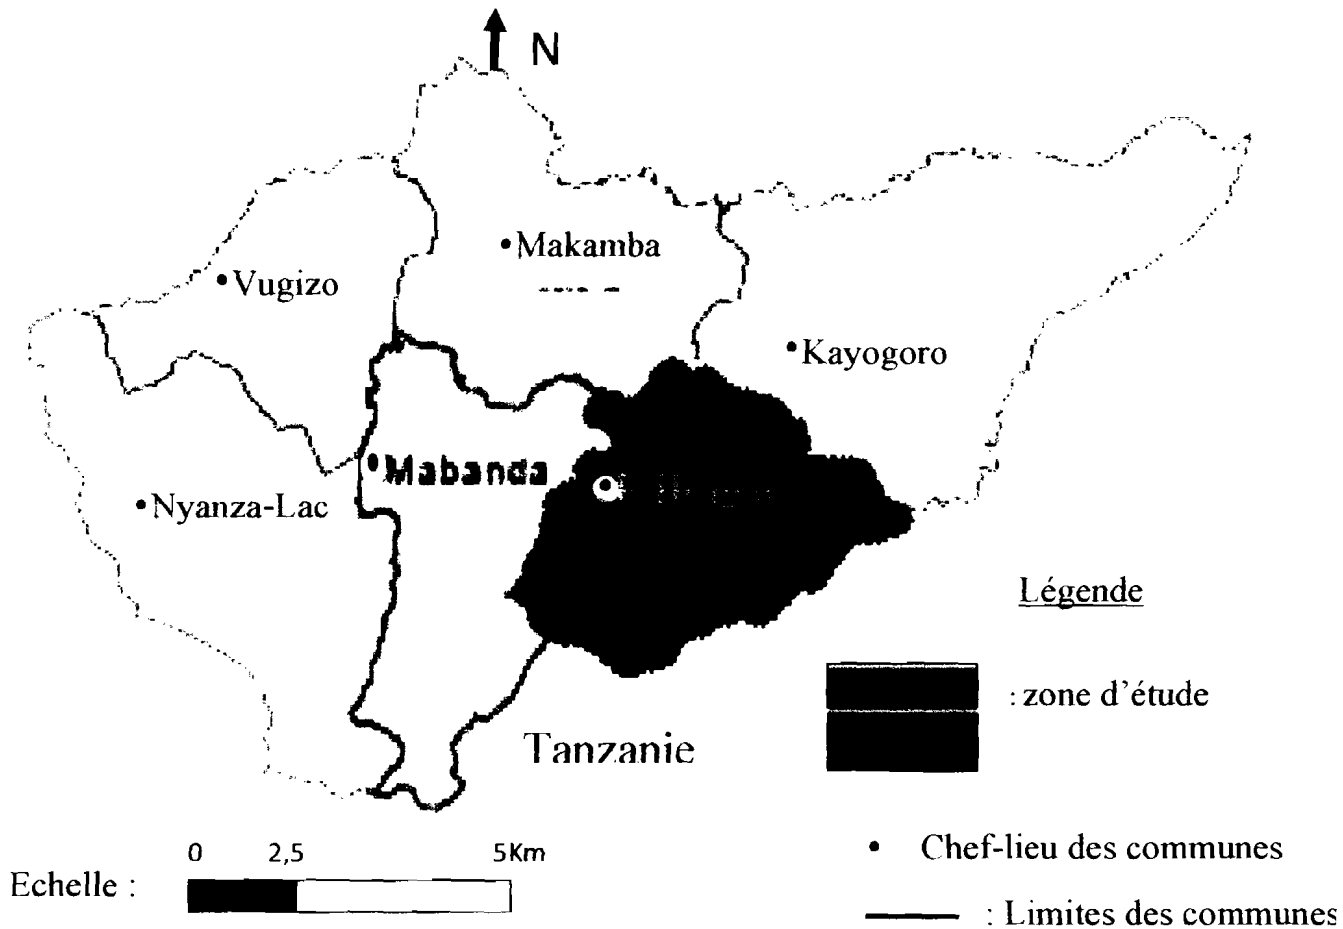 N
Makamba
Vugizo
Kayogoro
Mabanda
Nyanza-Lac
Légende
: zone d'étude
Tanzanie
0 2,5 5Km
Echelle :
Chef-lieu des communes
: Limites des communes